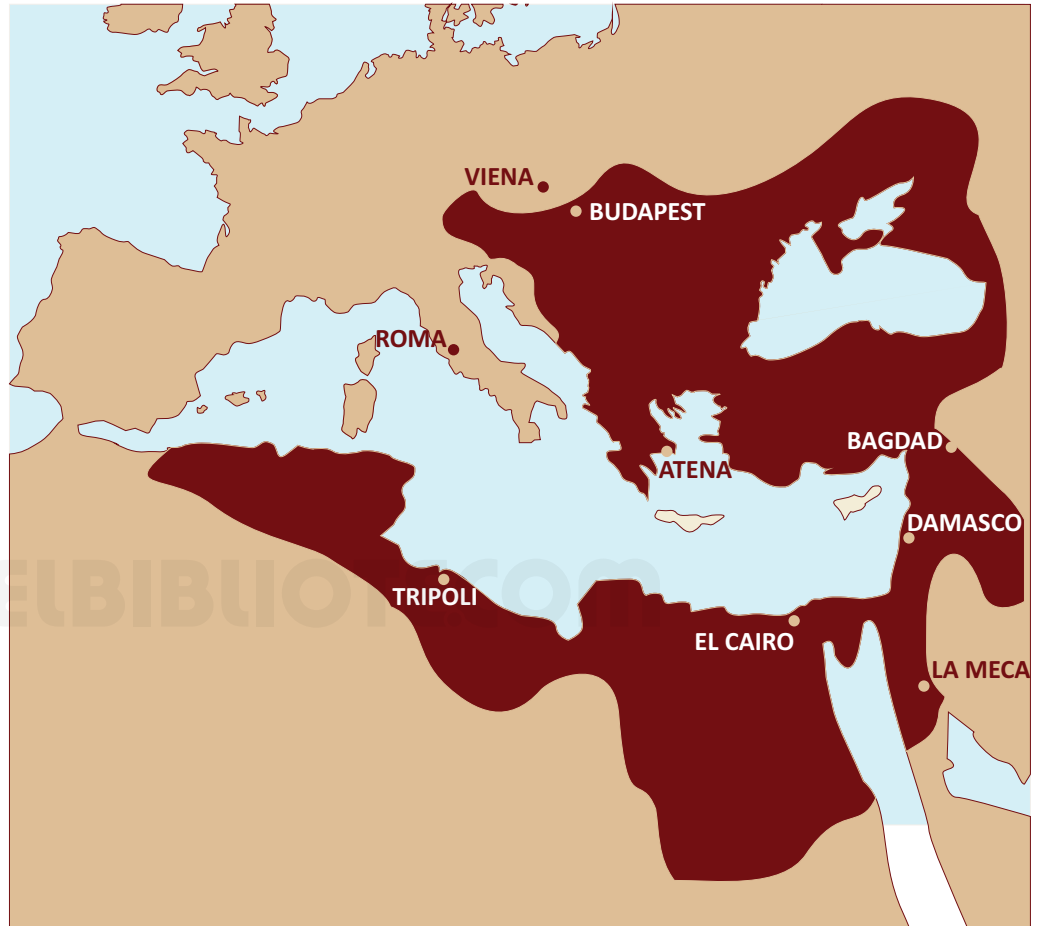 VIENA
BUDAPEST
ROMA
BAGDAD
ATENA
DAMASCO
TRIPOLI
EL CAIRO
LA MECA